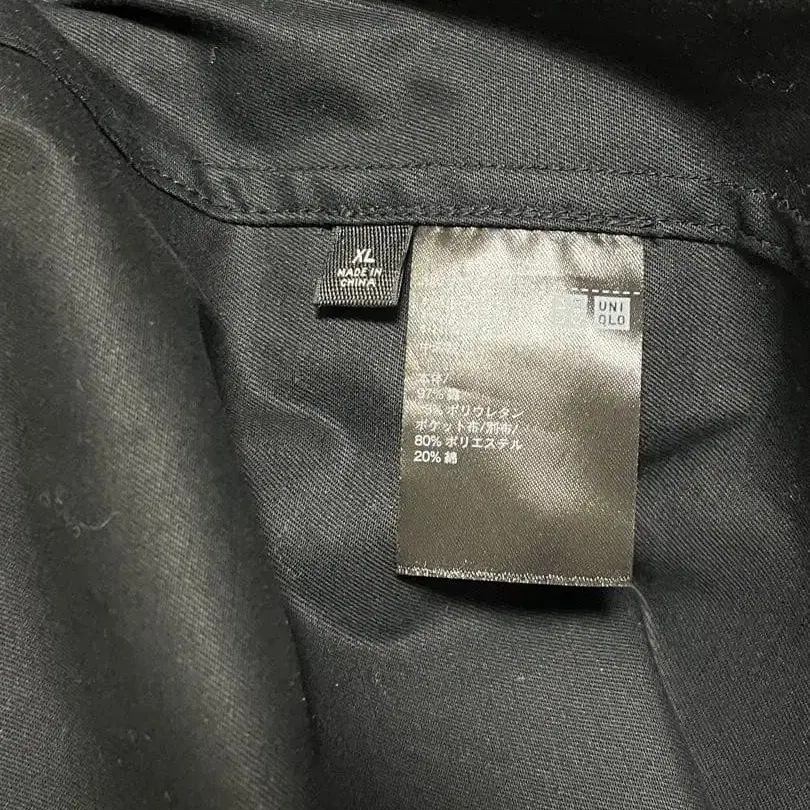 XL
MADE IN
CHINA
UNI
QLO
本体/
97% 綿
3% ポリウレタン
ポケット布/別布/
80% ポリエステル
20% 綿